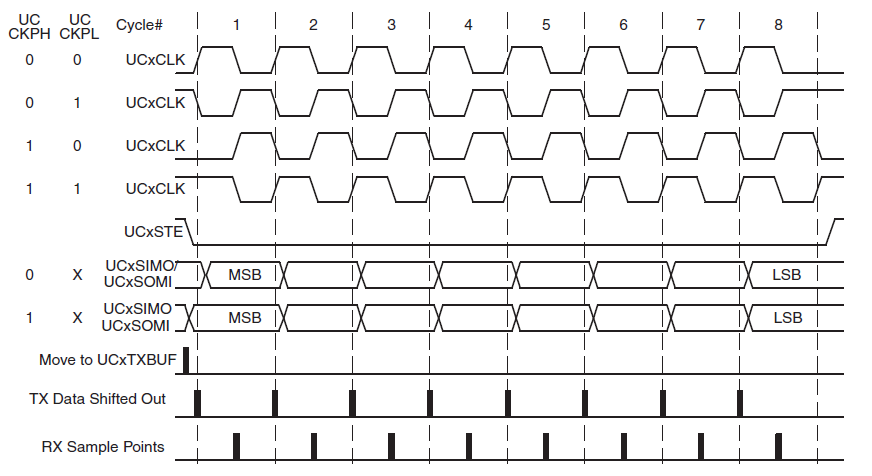 UC UC Cycle# 1 2 3 4 5 6 7 8
CKPH CKPL
0 0 UCxCLK
0 1 UCxCLK
1 0 UCxCLK
1 1 UCxCLK
UCxSTE
0 X UCxSIMO/ MSB LSB
UCxSOMI
1 X UCxSIMO MSB LSB
UCxSOMI
Move to UCxTXBUF
TX Data Shifted Out
RX Sample Points